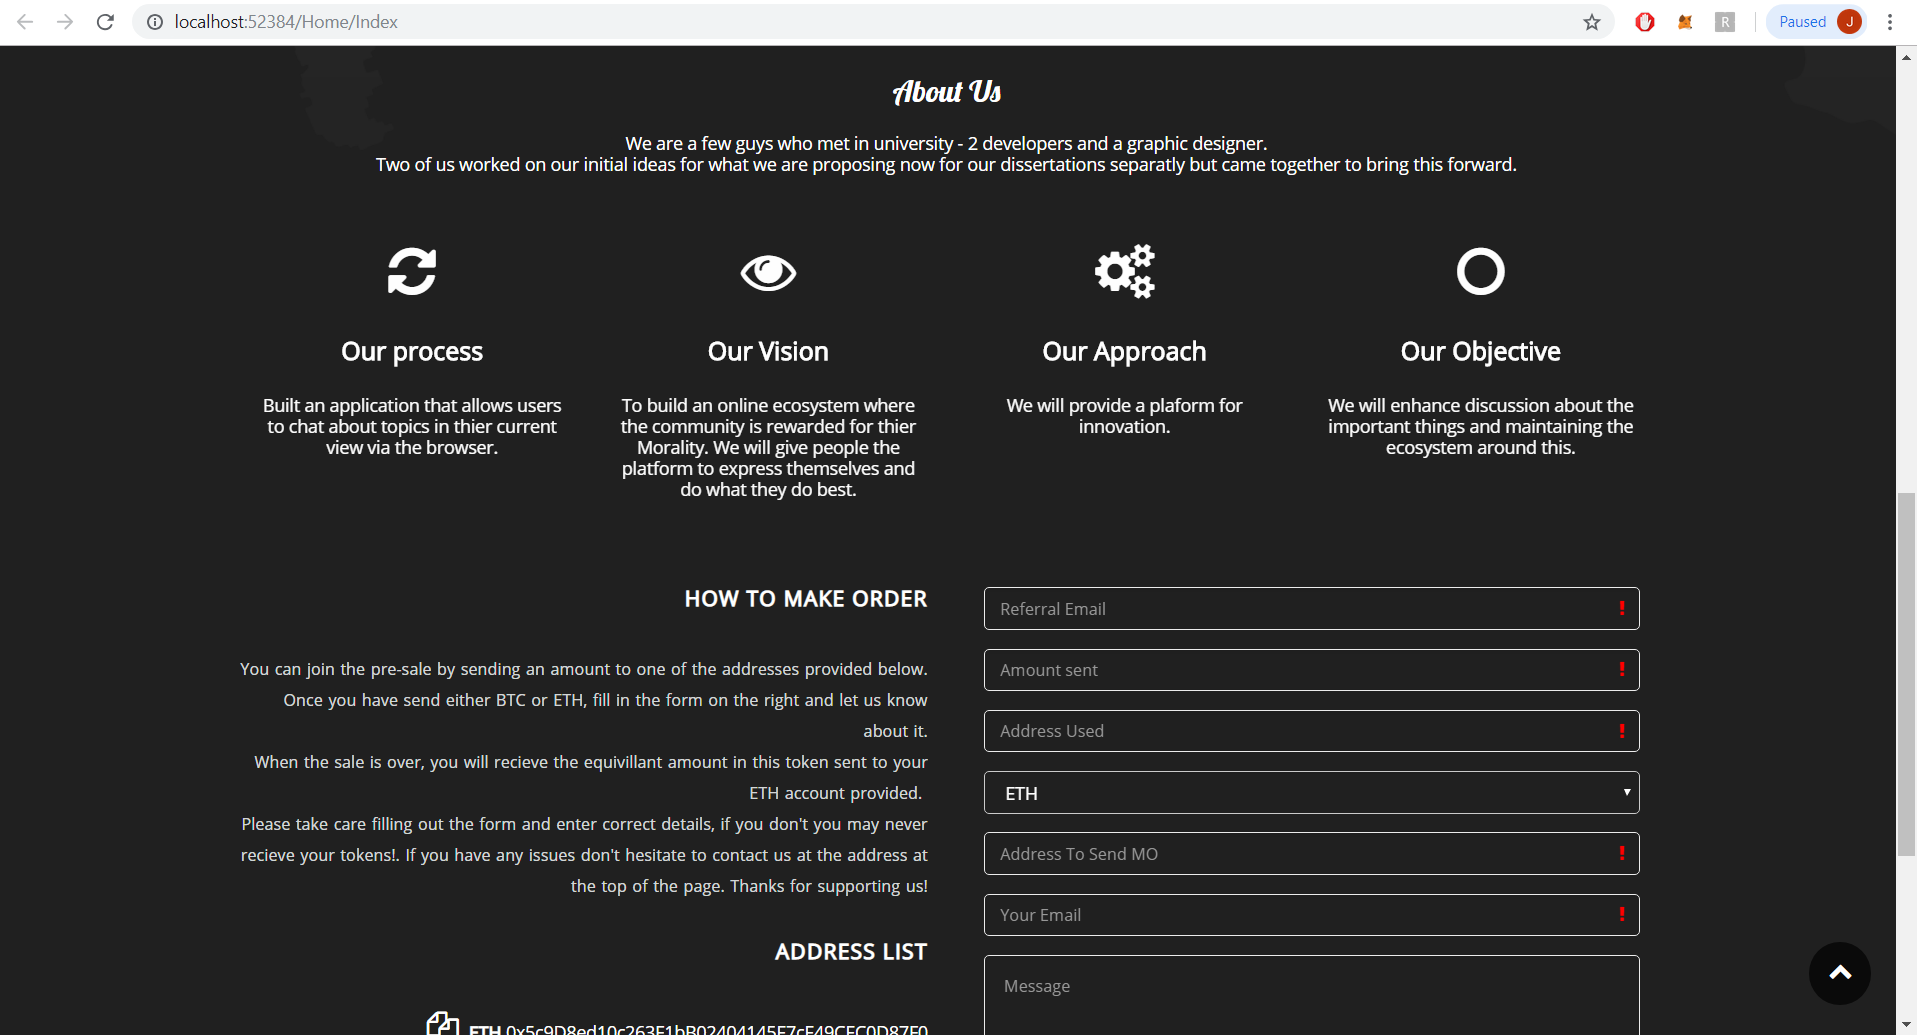 localhost:52384/Home/Index
R
Paused
J
About Us
We are a few guys who met in university - 2 developers and a graphic designer.
Two of us worked on our initial ideas for what we are proposing now for our dissertations separatly but came together to bring this forward.
Our process
Built an application that allows users
to chat about topics in thier current
view via the browser.
Our Vision
To build an online ecosystem where
the community is rewarded for thier
Morality. We will give people the
platform to express themselves and
do what they do best.
Our Approach
We will provide a plaform for
innovation.
Our Objective
We will enhance discussion about the
important things and maintaining the
ecosystem around this.
HOW TO MAKE ORDER
You can join the pre-sale by sending an amount to one of the addresses provided below.
Once you have send either BTC or ETH, fill in the form on the right and let us know
about it.
When the sale is over, you will recieve the equivillant amount in this token sent to your
ETH account provided.
Please take care filling out the form and enter correct details, if you don't you may never
recieve your tokens!. If you have any issues don't hesitate to contact us at the address at
the top of the page. Thanks for supporting us!
ADDRESS LIST
ETH
Referral Email !
Amount sent !
Address Used !
ETH
Address To Send MO !
Your Email !
Message